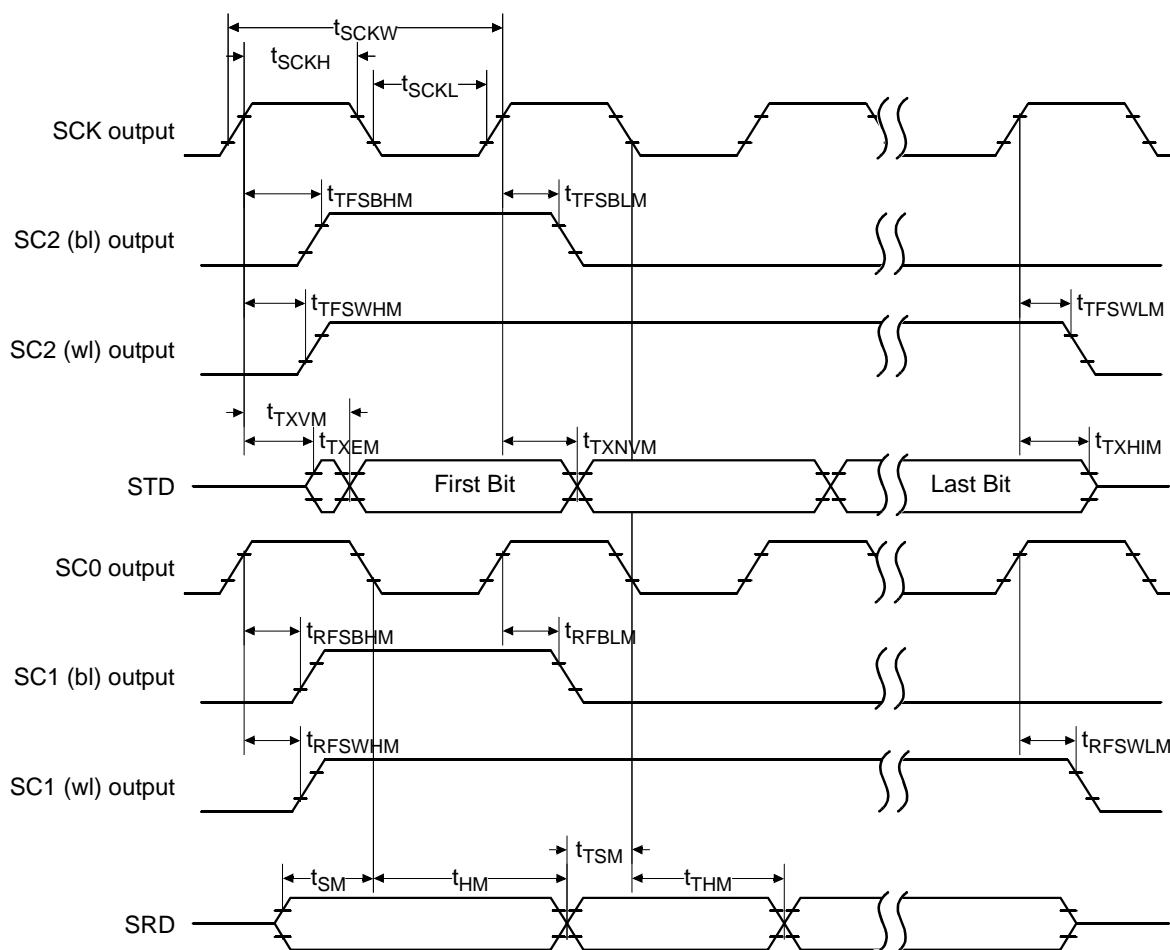 tSCKW
tSCKH
tSCKL
SCK output
tTFSBHM
tTFSBLM
SC2 (bl) output
tTFSWHM
tTFSWLM
SC2 (wl) output
tTXVM
tTXEM
tTXNVM
tTXHIM
STD
First Bit
Last Bit
SC0 output
tRFSBHM
tRFBLM
SC1 (bl) output
tRFSWHM
tRFSWLM
SC1 (wl) output
tTSM
tSM
tHM
tTHM
SRD